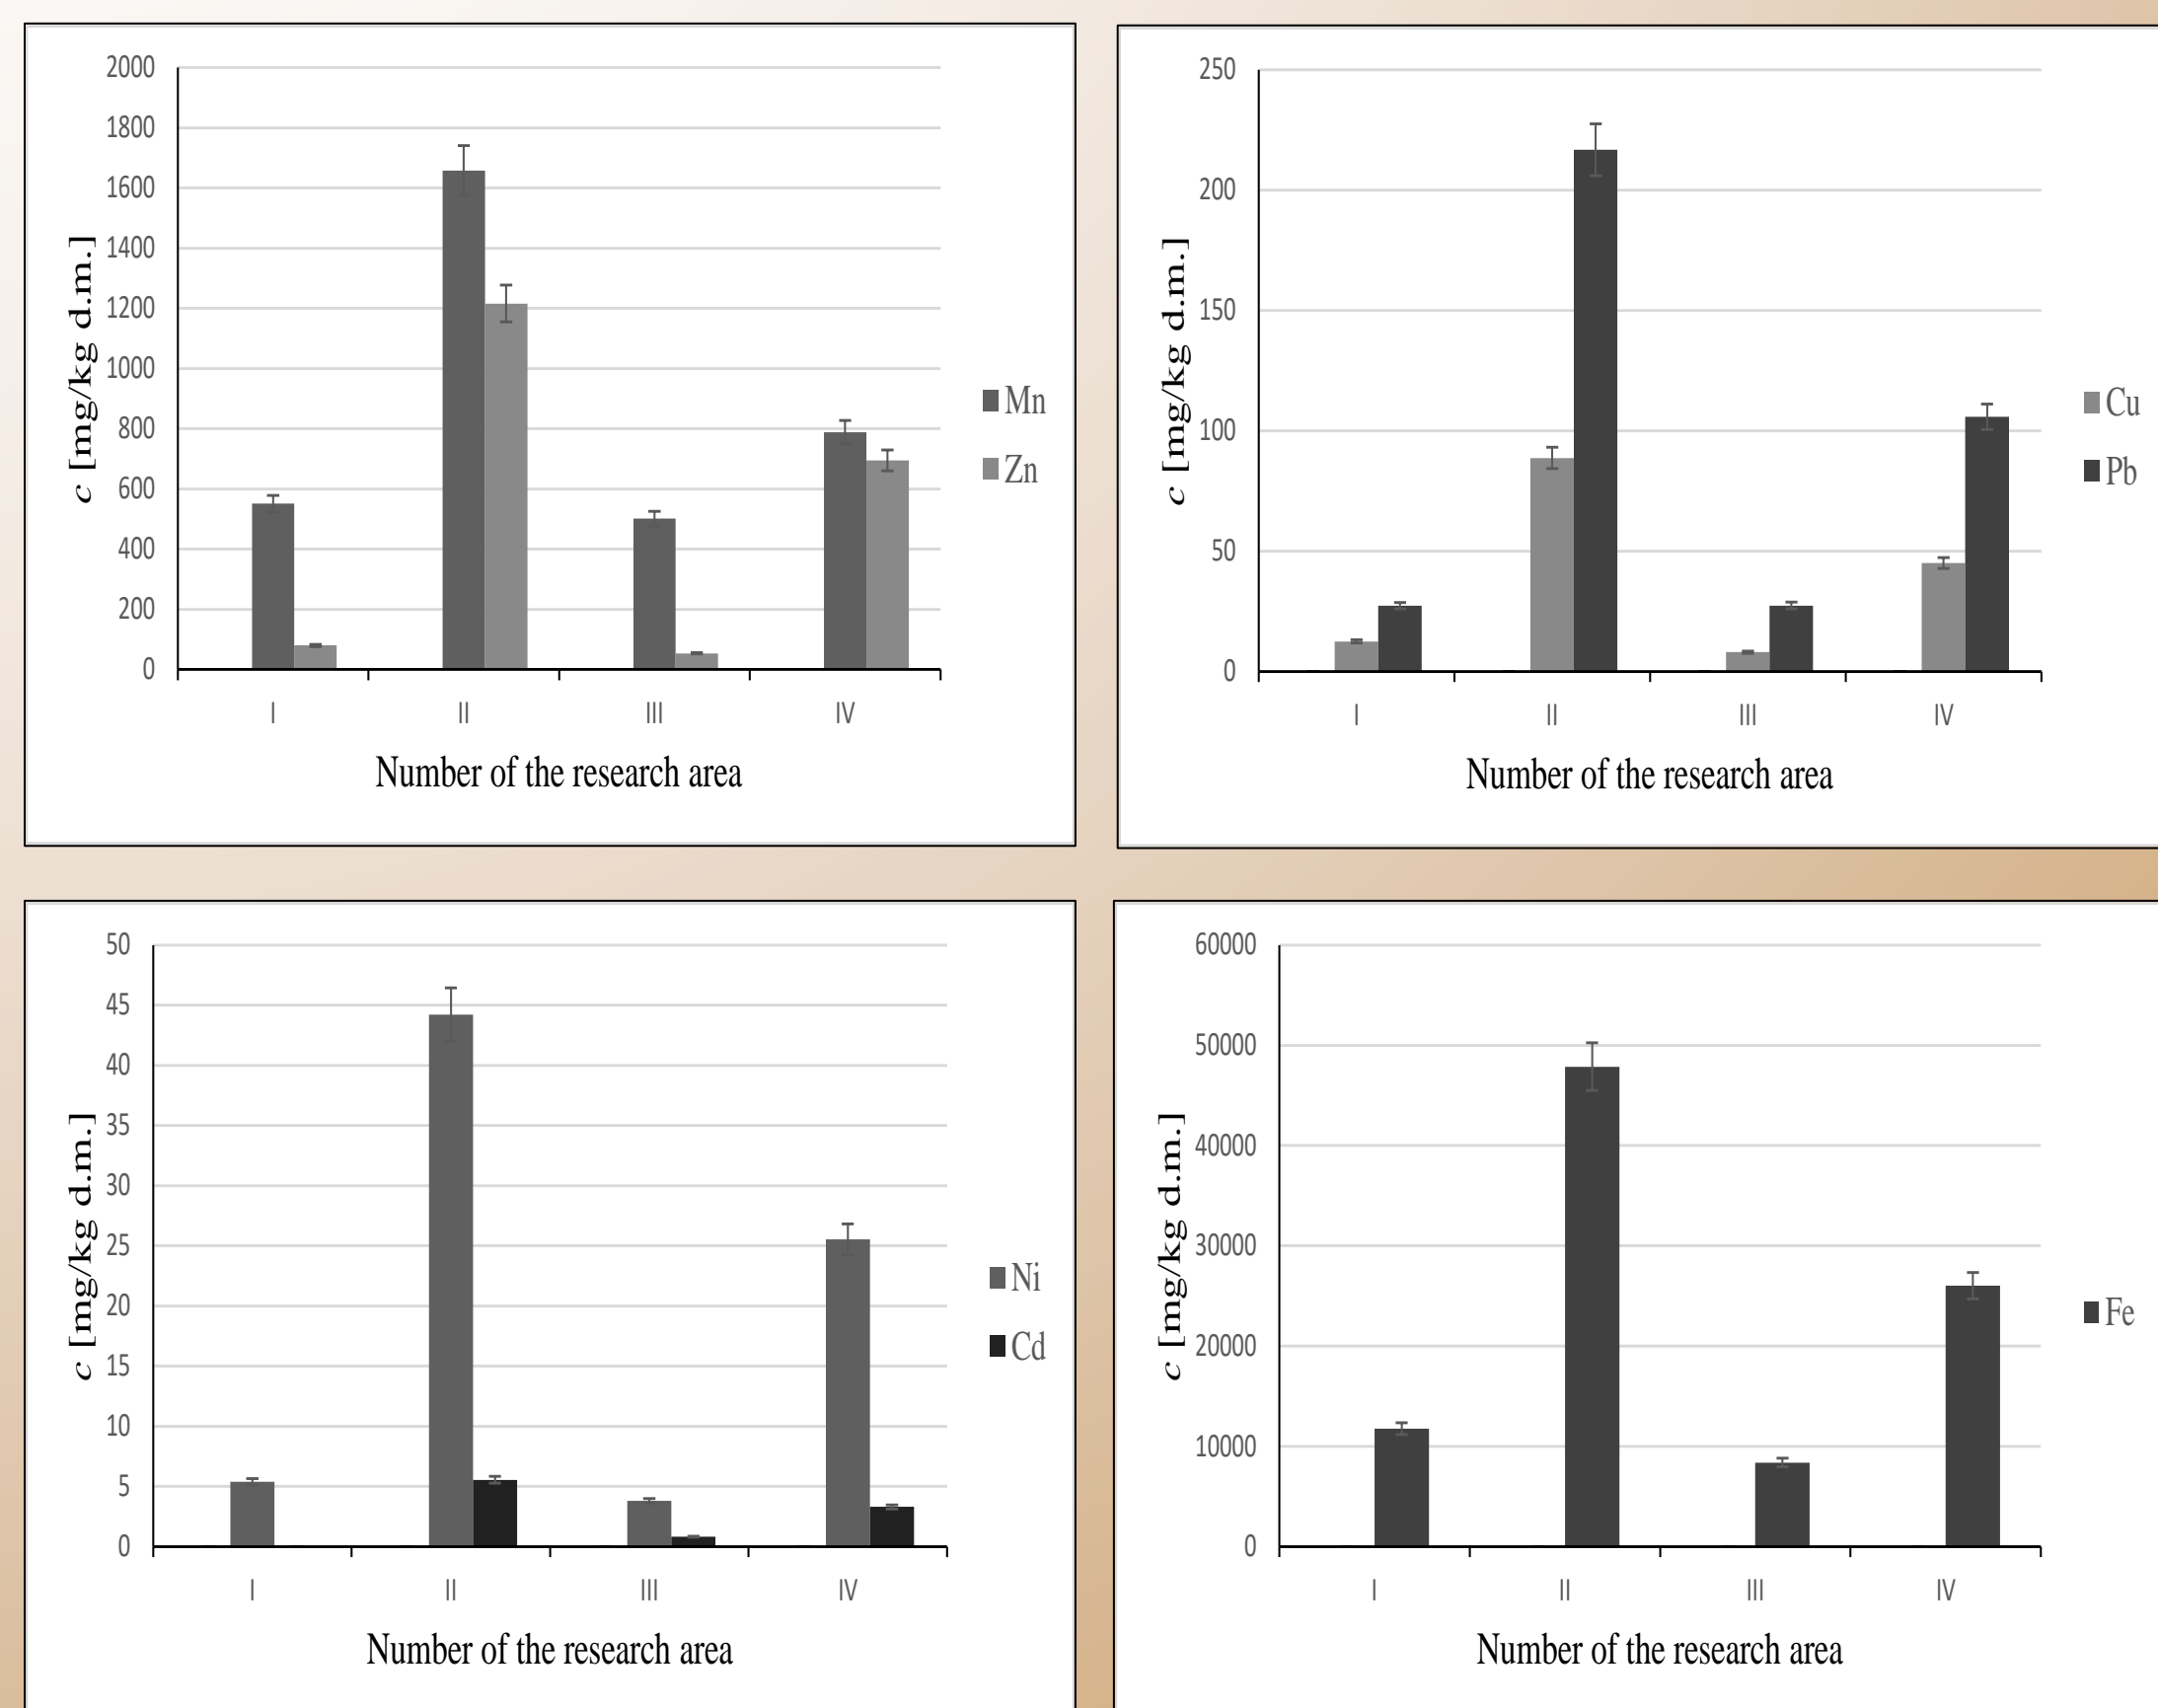 2000
1800
1600
1400
1200
1000
800
600
400
200
0
c [mg/kg d.m.]
I II III IV
Number of the research area
Mn
Zn
250
200
150
100
50
0
c [mg/kg d.m.]
I II III IV
Number of the research area
Cu
Pb
50
45
40
35
30
25
20
15
10
5
0
c [mg/kg d.m.]
I II III IV
Number of the research area
Ni
Cd
60000
50000
40000
30000
20000
10000
0
c [mg/kg d.m.]
I II III IV
Number of the research area
Fe